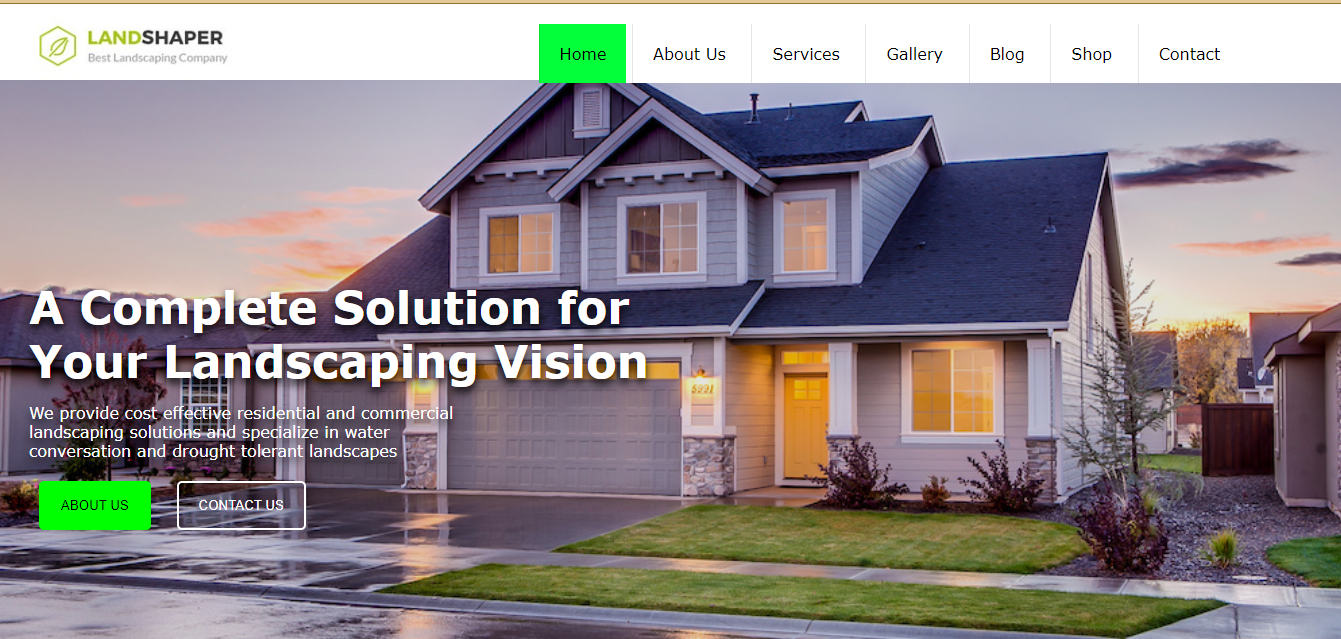 LANDSHAPER
Best Landscaping Company
Home About Us Services Gallery Blog Shop Contact
5991
A Complete Solution for
Your Landscaping Vision
We provide cost effective residential and commercial
landscaping solutions and specialize in water
conversation and drought tolerant landscapes
ABOUT US CONTACT US